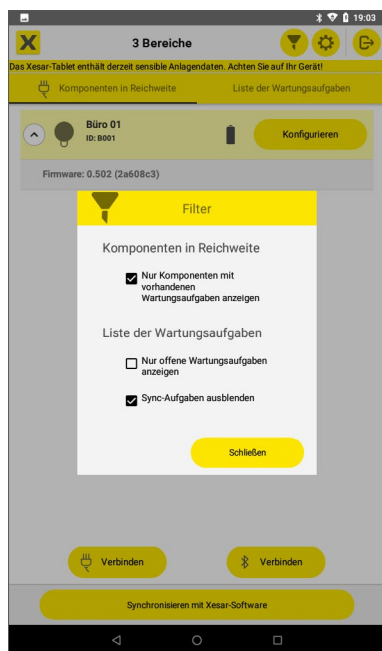 19:03
X
3 Bereiche
Das Xesar-Tablet enthält derzeit sensible Anlagendaten. Achten Sie auf Ihr Gerät!
Komponenten in Reichweite
Liste der Wartungsaufgaben
Büro 01
ID: B001
Konfigurieren
Firmware: 0.502 (2a608c3)
Filter
Komponenten in Reichweite
Nur Komponenten mit
vorhandenen
Wartungsaufgaben anzeigen
Liste der Wartungsaufgaben
Nur offene Wartungsaufgaben
anzeigen
Sync-Aufgaben ausblenden
Schließen
Verbinden
Verbinden
Synchronisieren mit Xesar-Software